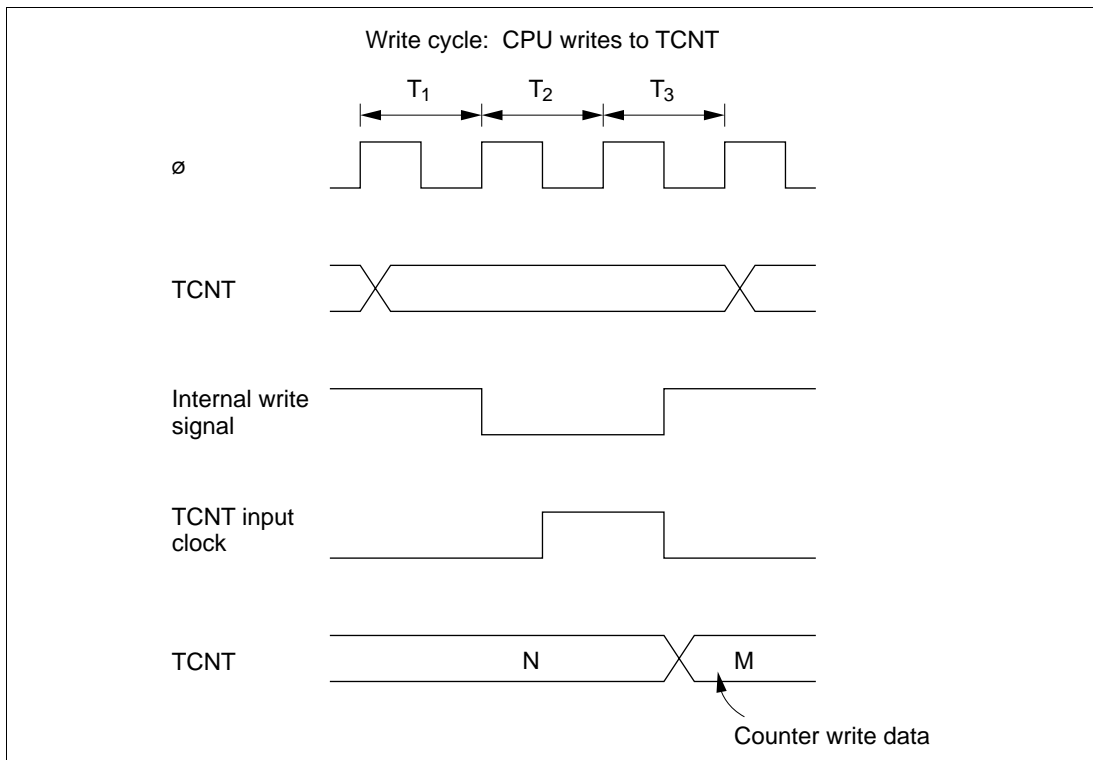 Write cycle: CPU writes to TCNT
T1 T2 T3
ø
TCNT
Internal write
signal
TCNT input
clock
TCNT N M
Counter write data